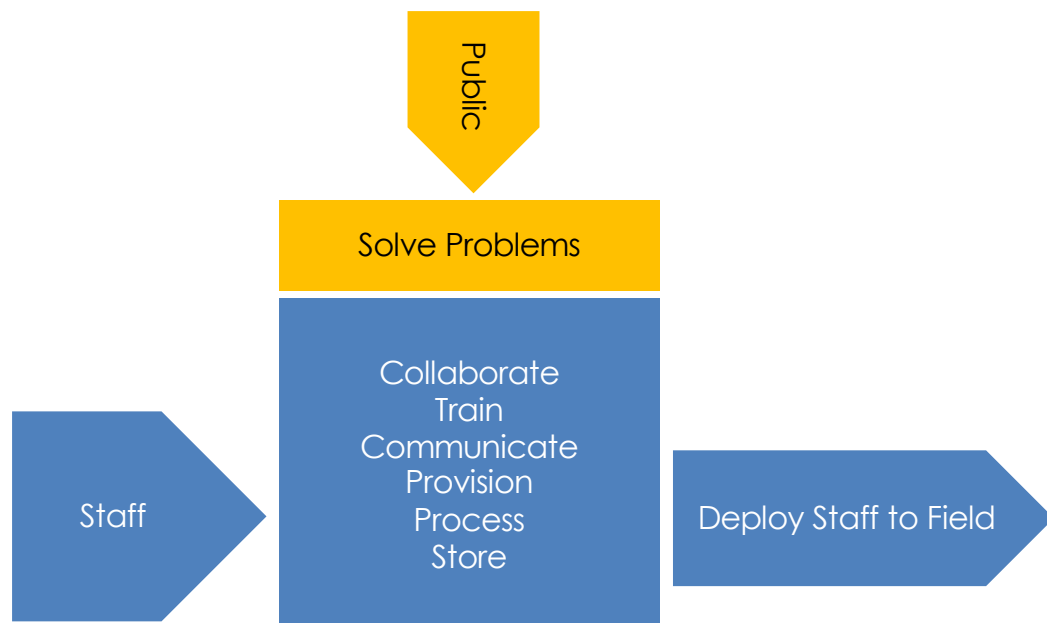 Public
Solve Problems
Collaborate
Train
Communicate
Provision
Process
Store
Staff
Deploy Staff to Field